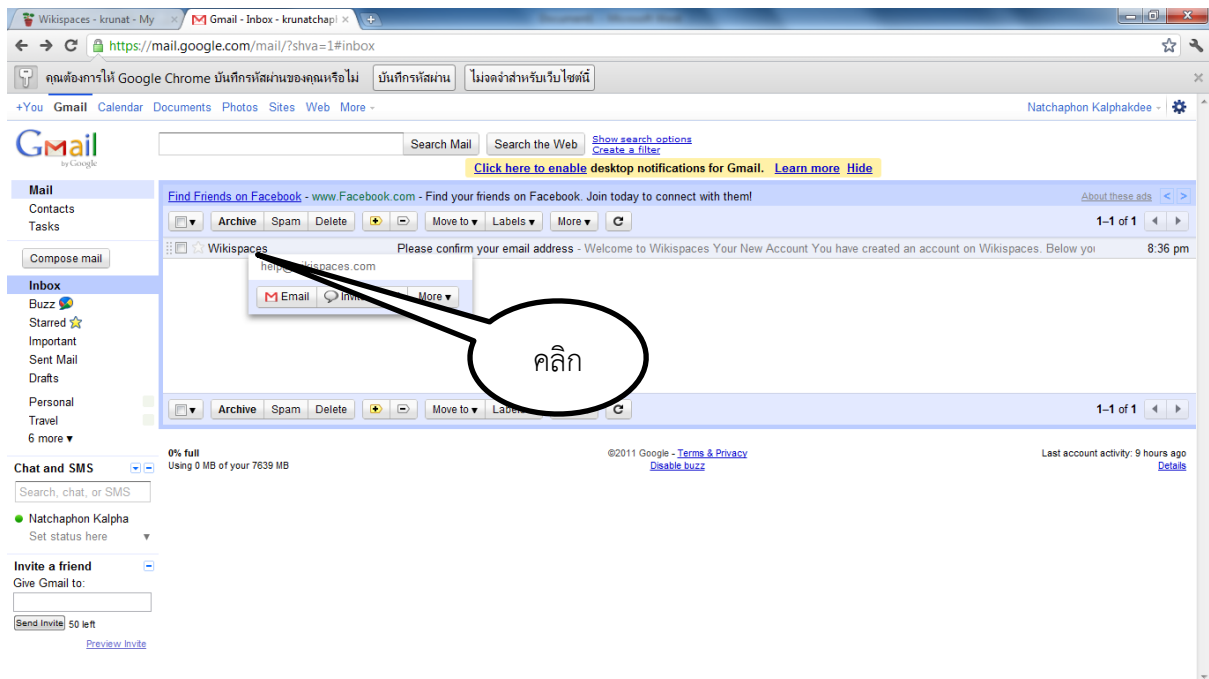 Wikispaces - krunat - My
Gmail - Inbox - krunatchapl
https://mail.google.com/mail/?shva=1#inbox
คุณต้องการให้ Google Chrome บันทึกรหัสผ่านของคุณหรือไม่ บันทึกรหัสผ่าน ไม่จดจำสำหรับเว็บไซต์นี้
+You Gmail Calendar Documents Photos Sites Web More
Natchaphon Kalphakdee
Gmail
by Google
Search Mail Search the Web
Show search options
Create a filter
Click here to enable desktop notifications for Gmail. Learn more Hide
Mail
Contacts
Tasks
Compose mail
Inbox
Buzz
Starred
Important
Sent Mail
Drafts
Personal
Travel
6 more
Chat and SMS
Search, chat, or SMS
Natchaphon Kalpha
Set status here
Invite a friend
Give Gmail to:
Send Invite 50 left
Preview Invite
Find Friends on Facebook - www.Facebook.com - Find your friends on Facebook. Join today to connect with them!
About these ads < >
Archive Spam Delete Move to Labels More
1–1 of 1
Wikispaces Please confirm your email address - Welcome to Wikispaces Your New Account You have created an account on Wikispaces. Below you 8:36 pm
Email More
คลิก
Archive Spam Delete Move to
1–1 of 1
0% full
Using 0 MB of your 7639 MB
©2011 Google - Terms & Privacy
Disable buzz
Last account activity: 9 hours ago
Details